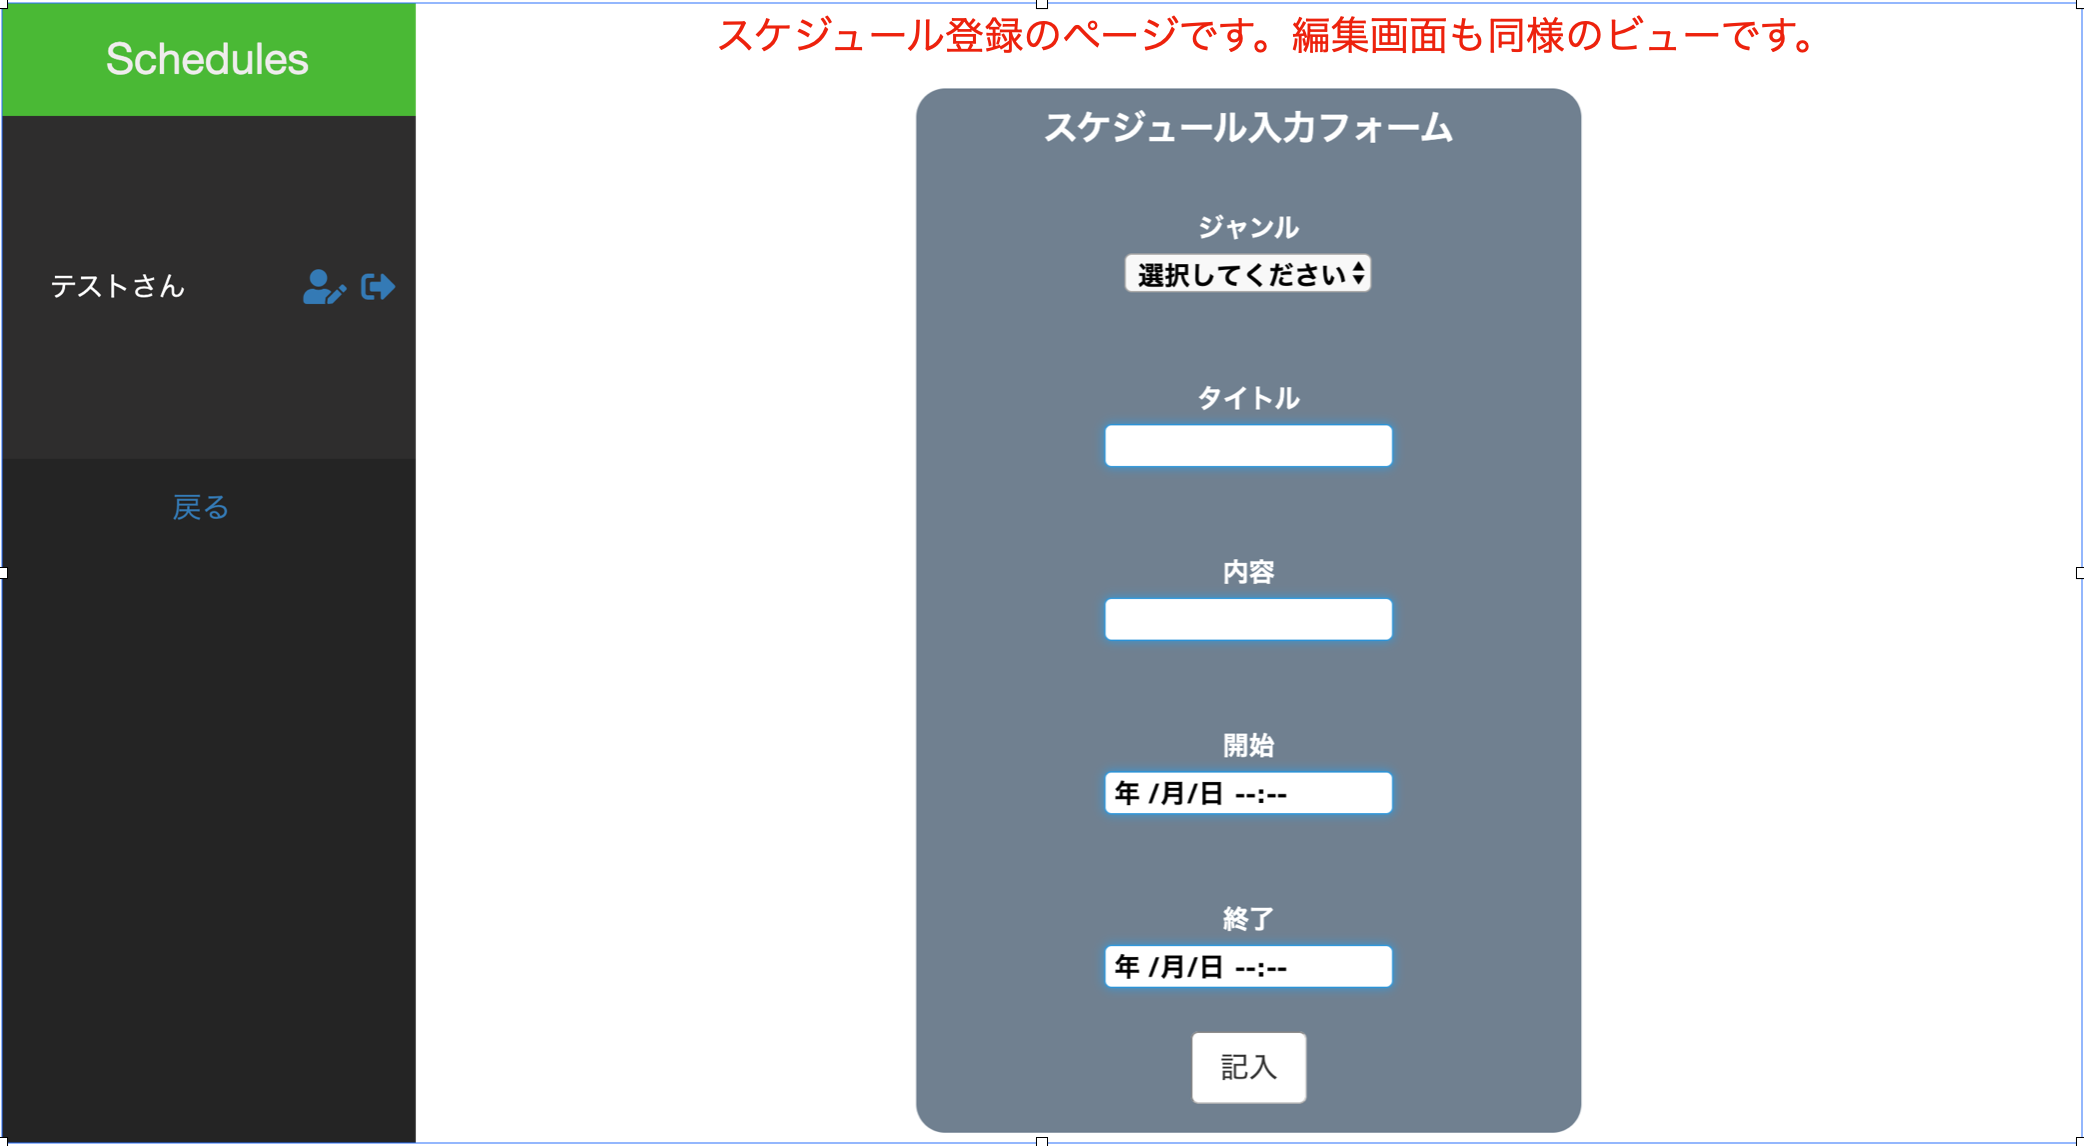 Schedules
テストさん
戻る
スケジュール登録のページです。編集画面も同様のビューです。
スケジュール入力フォーム
ジャンル
選択してください
タイトル
内容
開始
年 /月/日 --:--
終了
年 /月/日 --:--
記入